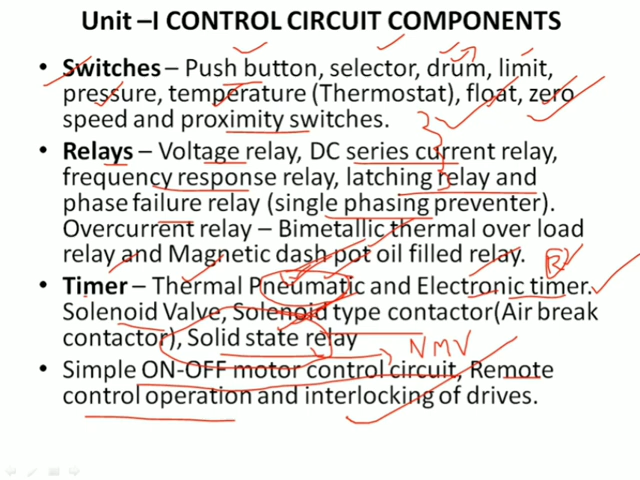 Unit –I CONTROL CIRCUIT COMPONENTS
• Switches – Push button, selector, drum, limit,
pressure, temperature (Thermostat), float, zero
speed and proximity switches.
• Relays – Voltage relay, DC series current relay,
frequency response relay, latching relay and
phase failure relay (single phasing preventer).
Overcurrent relay – Bimetallic thermal over load
relay and Magnetic dash pot oil filled relay.
• Timer – Thermal Pneumatic and Electronic timer.
Solenoid Valve, Solenoid type contactor(Air break
contactor), Solid state relay
NMV
• Simple ON-OFF motor control circuit, Remote
control operation and interlocking of drives.